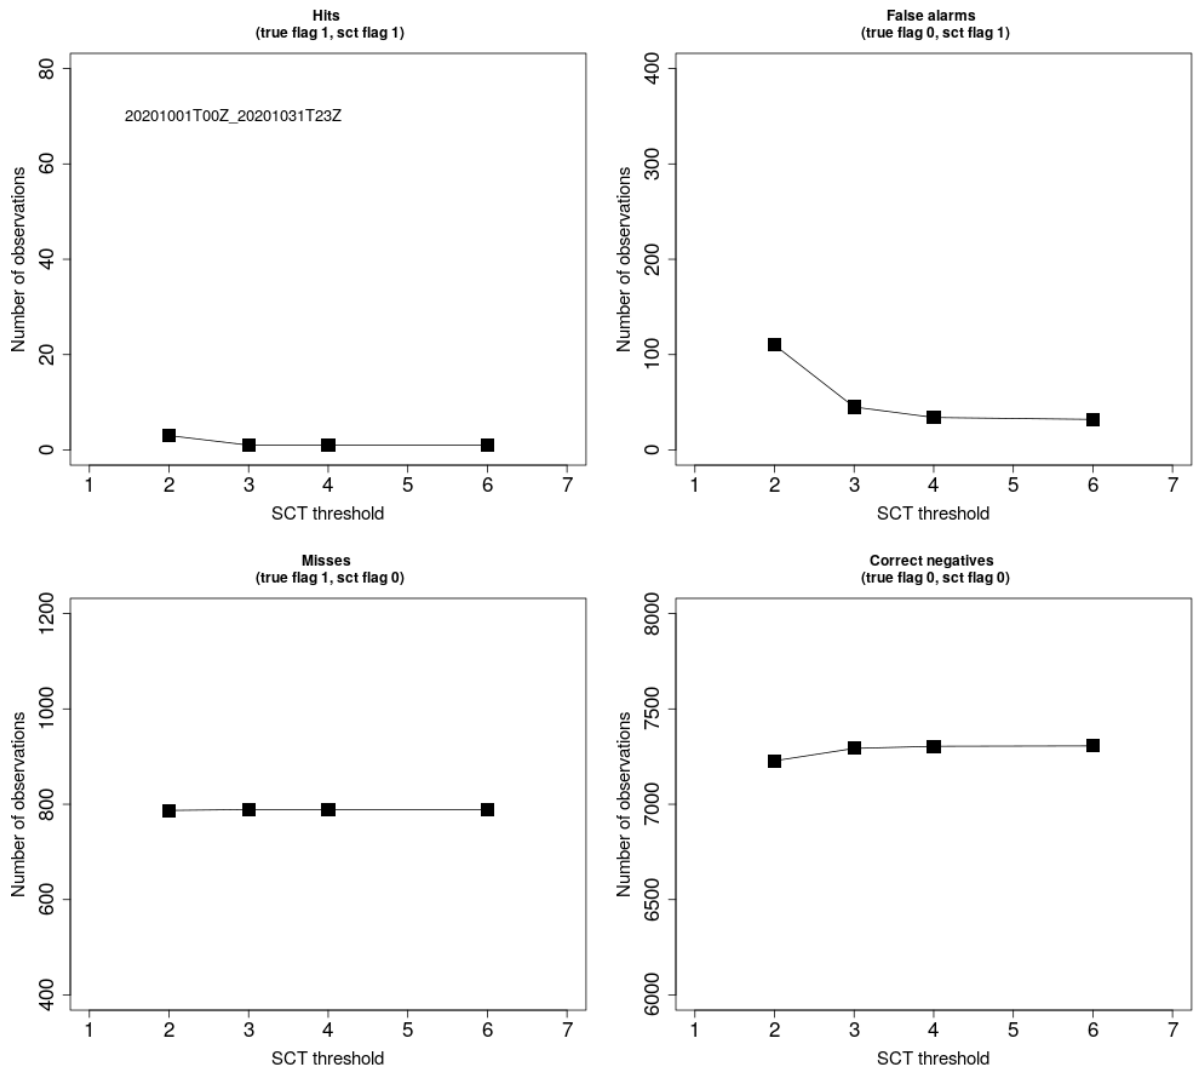 Hits
(true flag 1, sct flag 1)
80
60
40
20
0
Number of observations
20201001T00Z_20201031T23Z
1 2 3 4 5 6 7
SCT threshold
False alarms
(true flag 0, sct flag 1)
400
300
200
100
0
Number of observations
1 2 3 4 5 6 7
SCT threshold
Misses
(true flag 1, sct flag 0)
1200
1000
800
600
400
Number of observations
1 2 3 4 5 6 7
SCT threshold
Correct negatives
(true flag 0, sct flag 0)
8000
7500
7000
6500
6000
Number of observations
1 2 3 4 5 6 7
SCT threshold